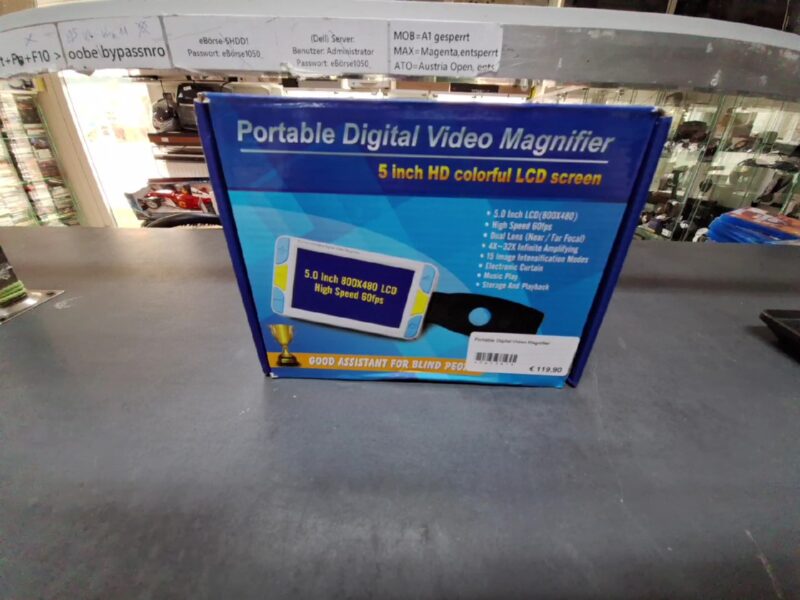 t+Pg+F10 >
oobe\bypassnro
eBörse-SHDD1
Passwort: eBörse1050
(Dell) Server:
Benutzer: Administrator
Passwort: eBörse1050
MOB=A1 gesperrt
MAX=Magenta,entsperrt
ATO=Austria Open, ents
Portable Digital Video Magnifier
5 inch HD colorful LCD screen
• 5.0 Inch LCD(800X480)
• High Speed 60fps
• Dual Lens (Near / Far Focal)
• 4X~32X Infinite Amplifying
• 15 Image Intensification Modes
• Electronic Curtain
• Music Play
• Storage And Playback
5.0 Inch 800X480 LCD
High Speed 60fps
GOOD ASSISTANT FOR BLIND PEO
Portable Digital Video Magnifier
€ 119,90